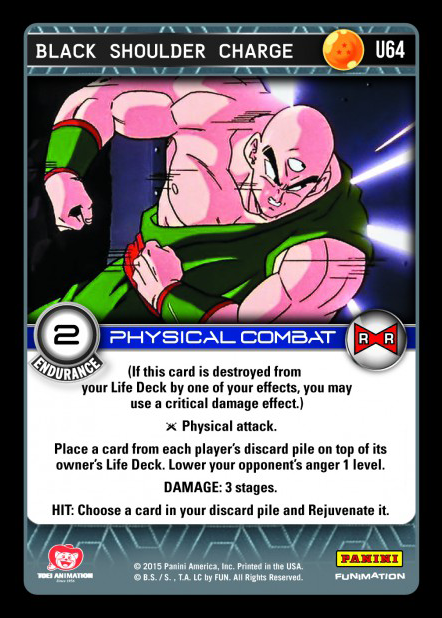 BLACK SHOULDER CHARGE
U64
2
ENDURANCE
PHYSICAL COMBAT
R R
(If this card is destroyed from
your Life Deck by one of your effects, you may
use a critical damage effect.)
Physical attack.
Place a card from each player's discard pile on top of its
owner's Life Deck. Lower your opponent's anger 1 level.
DAMAGE: 3 stages.
HIT: Choose a card in your discard pile and Rejuvenate it.
TOEI ANIMATION
Since 1956
© 2015 Panini America, Inc. Printed in the USA.
© B.S. / S. , T.A. LC by FUN. All Rights Reserved.
PANINI
FUNIMATION